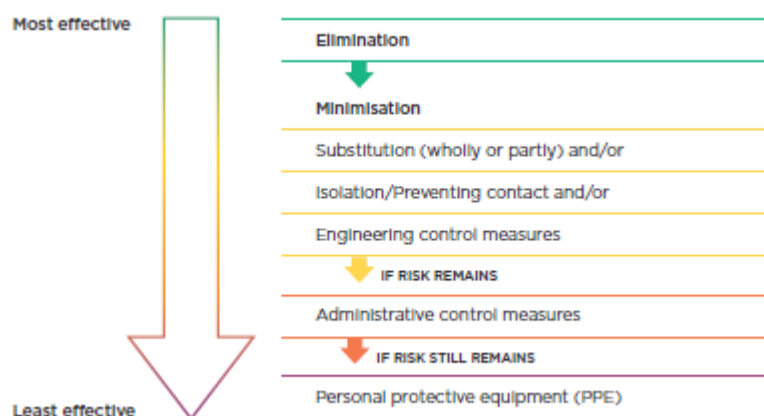 Most effective
Elimination
Minimisation
Substitution (wholly or partly) and/or
Isolation/Preventing contact and/or
Engineering control measures
IF RISK REMAINS
Administrative control measures
IF RISK STILL REMAINS
Personal protective equipment (PPE)
Least effective